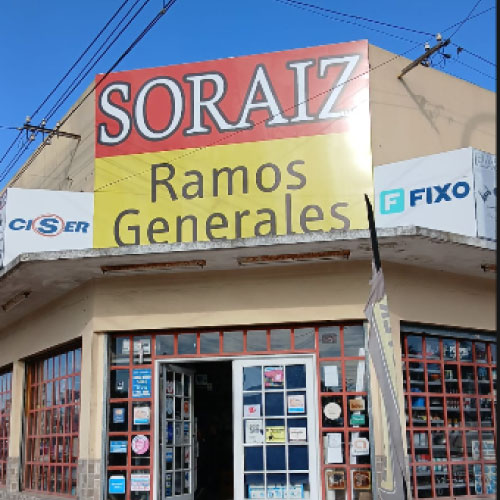 SORAIZ
Ramos
Generales
CISER
FIXO